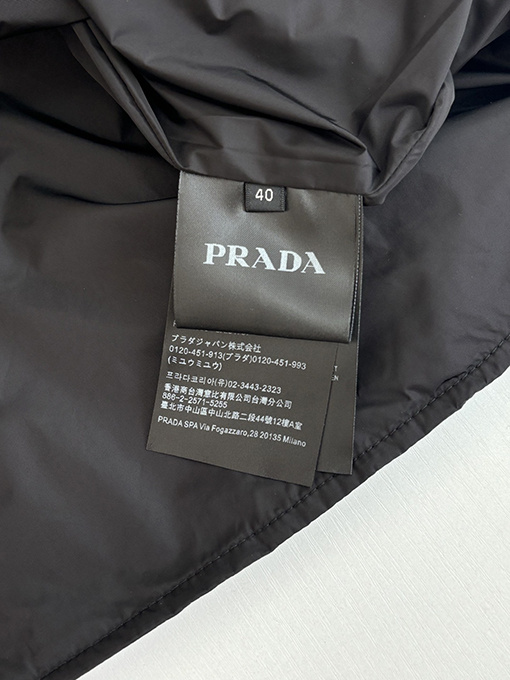 40
PRADA
プラダジャパン株式会社
0120-451-913(プラダ)0120-451-993
(ミユウミユウ)
프라다코리아(유)02-3443-2323
香港商台灣意比有限公司台灣分公司
886-2-2571-5255
臺北市中山區中山北路二段44號12樓A室
PRADA SPA Via Fogazzaro,28 20135 Milano
T
EN